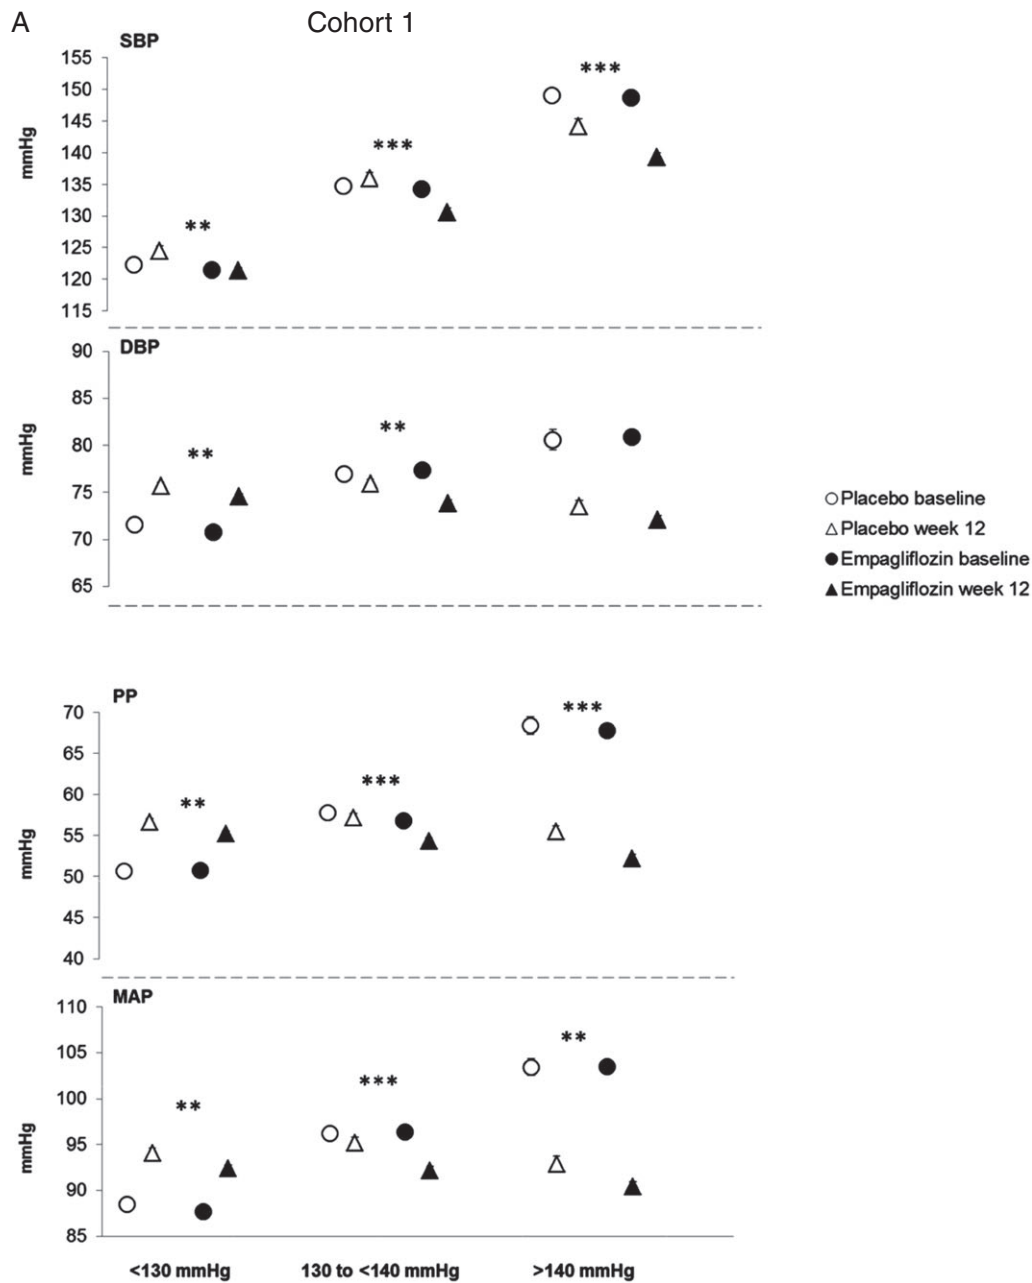 A
Cohort 1
SBP
155
150
145
140
135
130
125
120
115
mmHg
**
***
***
DBP
90
85
80
75
70
65
mmHg
**
**
Placebo baseline
Placebo week 12
Empagliflozin baseline
Empagliflozin week 12
PP
70
65
60
55
50
45
40
mmHg
**
***
***
MAP
110
105
100
95
90
85
mmHg
**
***
**
<130 mmHg
130 to <140 mmHg
>140 mmHg